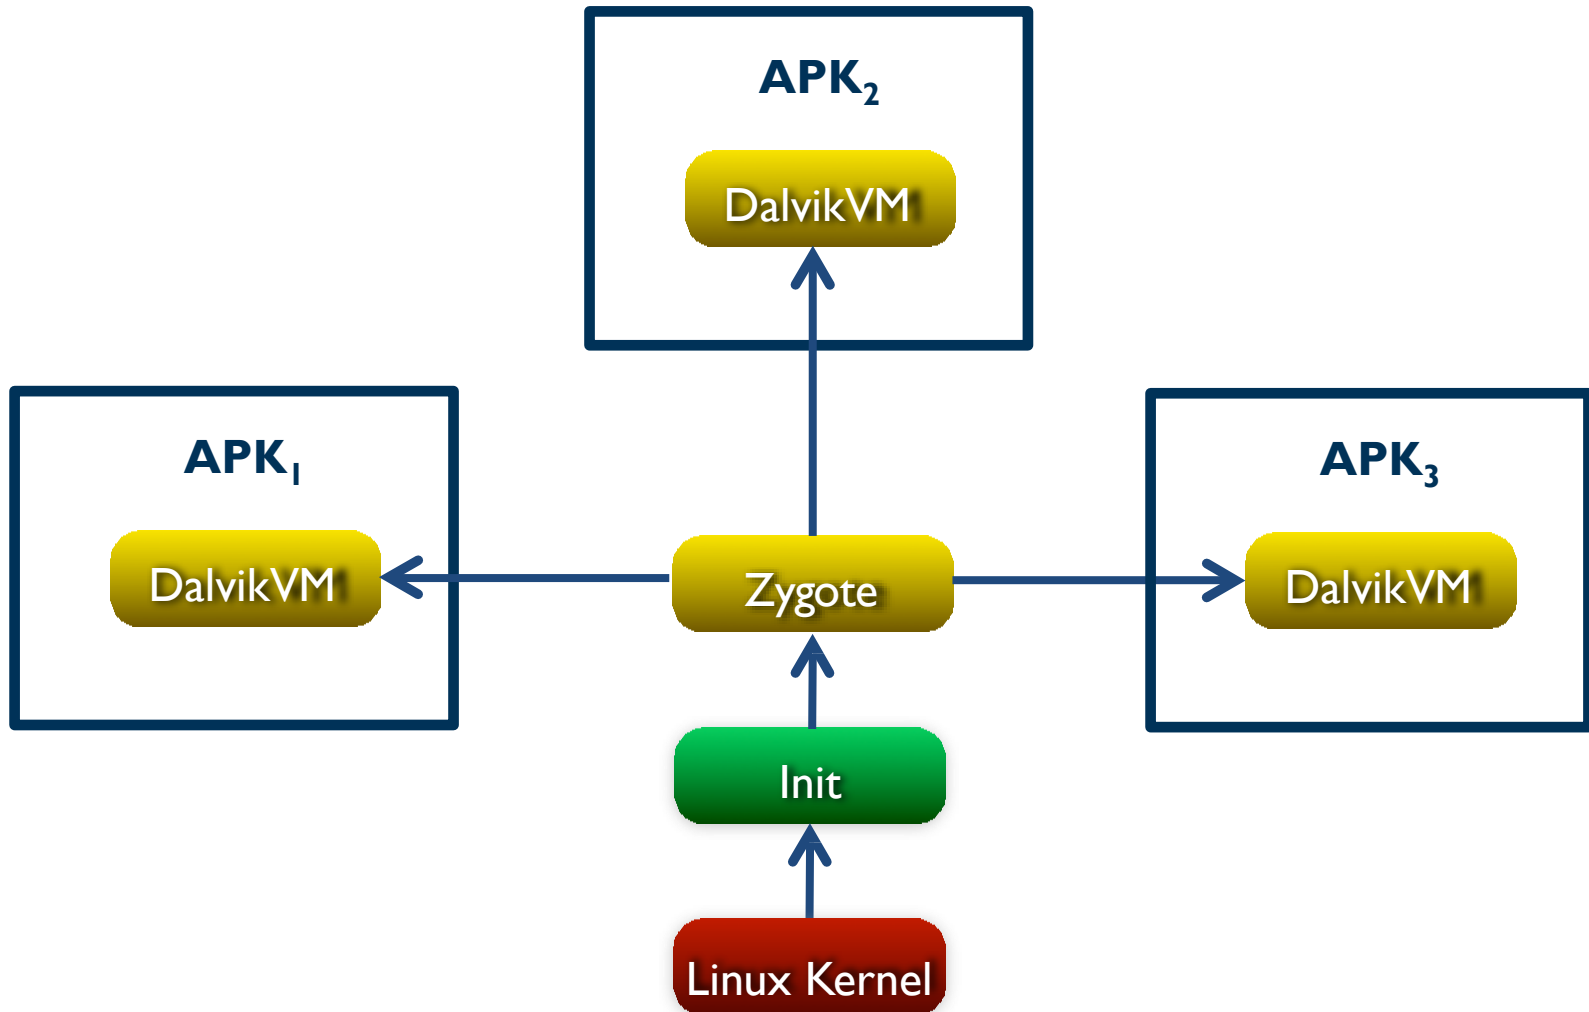 APK₂
DalvikVM
APK₁
APK₃
DalvikVM
Zygote
DalvikVM
Init
Linux Kernel